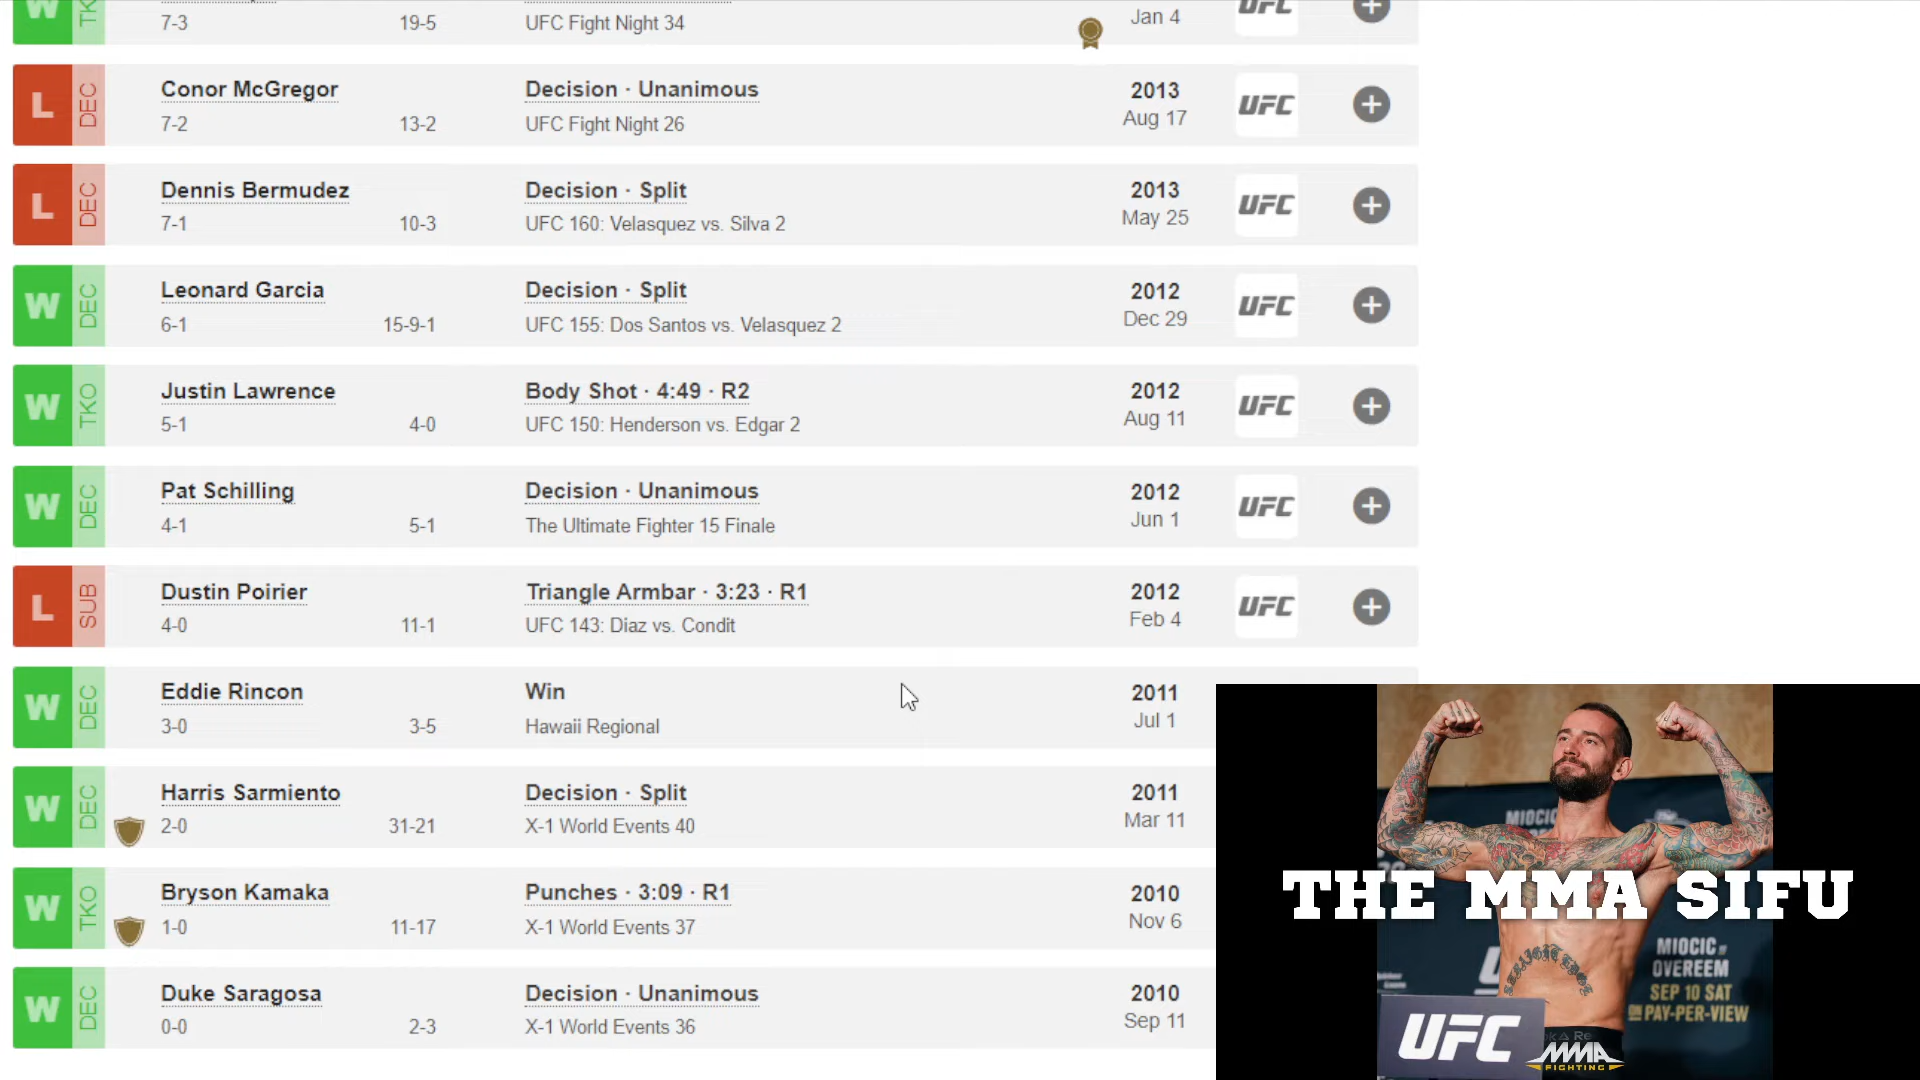 W TK 7-3 19-5 UFC Fight Night 34 Jan 4 UFC
L DEC Conor McGregor Decision · Unanimous 2013 UFC
7-2 13-2 UFC Fight Night 26 Aug 17
L DEC Dennis Bermudez Decision · Split 2013 UFC
7-1 10-3 UFC 160: Velasquez vs. Silva 2 May 25
W DEC Leonard Garcia Decision · Split 2012 UFC
6-1 15-9-1 UFC 155: Dos Santos vs. Velasquez 2 Dec 29
W TKO Justin Lawrence Body Shot · 4:49 · R2 2012 UFC
5-1 4-0 UFC 150: Henderson vs. Edgar 2 Aug 11
W DEC Pat Schilling Decision · Unanimous 2012 UFC
4-1 5-1 The Ultimate Fighter 15 Finale Jun 1
L SUB Dustin Poirier Triangle Armbar · 3:23 · R1 2012 UFC
4-0 11-1 UFC 143: Diaz vs. Condit Feb 4
W DEC Eddie Rincon Win 2011
3-0 3-5 Hawaii Regional Jul 1
W DEC Harris Sarmiento Decision · Split 2011
2-0 31-21 X-1 World Events 40 Mar 11
W TKO Bryson Kamaka Punches · 3:09 · R1 2010
1-0 11-17 X-1 World Events 37 Nov 6
W DEC Duke Saragosa Decision · Unanimous 2010
0-0 2-3 X-1 World Events 36 Sep 11
MIOCIC
THE MMA SIFU
STRAIGHT EDGE
MIOCIC
OVEREEM
SEP 10 SAT
ON PAY-PER-VIEW
UFC
MMA
FIGHTING